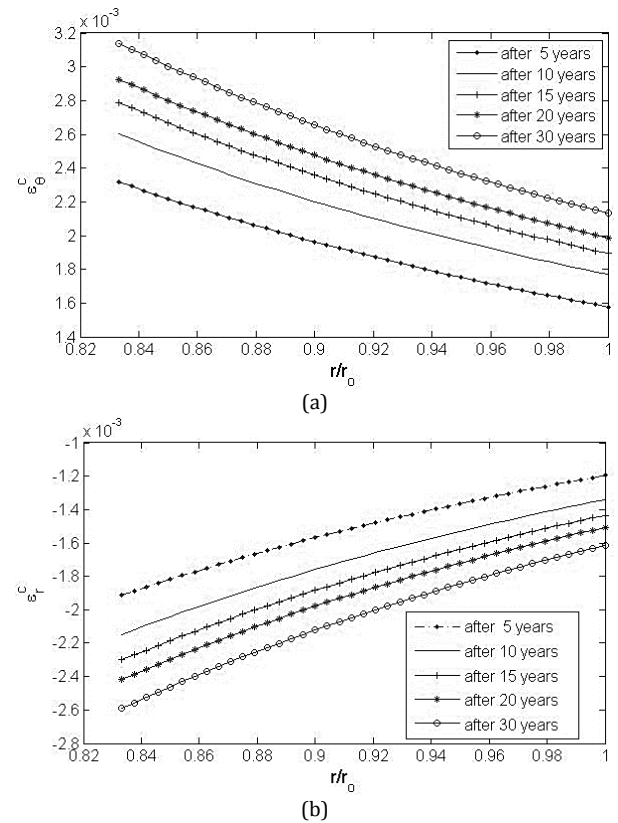 x 10⁻³
3.2
3
2.8
2.6
2.4
2.2
2
1.8
1.6
1.4
ε_θ^c
after 5 years
after 10 years
after 15 years
after 20 years
after 30 years
0.82 0.84 0.86 0.88 0.9 0.92 0.94 0.96 0.98 1
r/r_o
(a)
x 10⁻³
-1
-1.2
-1.4
-1.6
-1.8
-2
-2.2
-2.4
-2.6
-2.8
ε_r^c
after 5 years
after 10 years
after 15 years
after 20 years
after 30 years
0.82 0.84 0.86 0.88 0.9 0.92 0.94 0.96 0.98 1
r/r_o
(b)